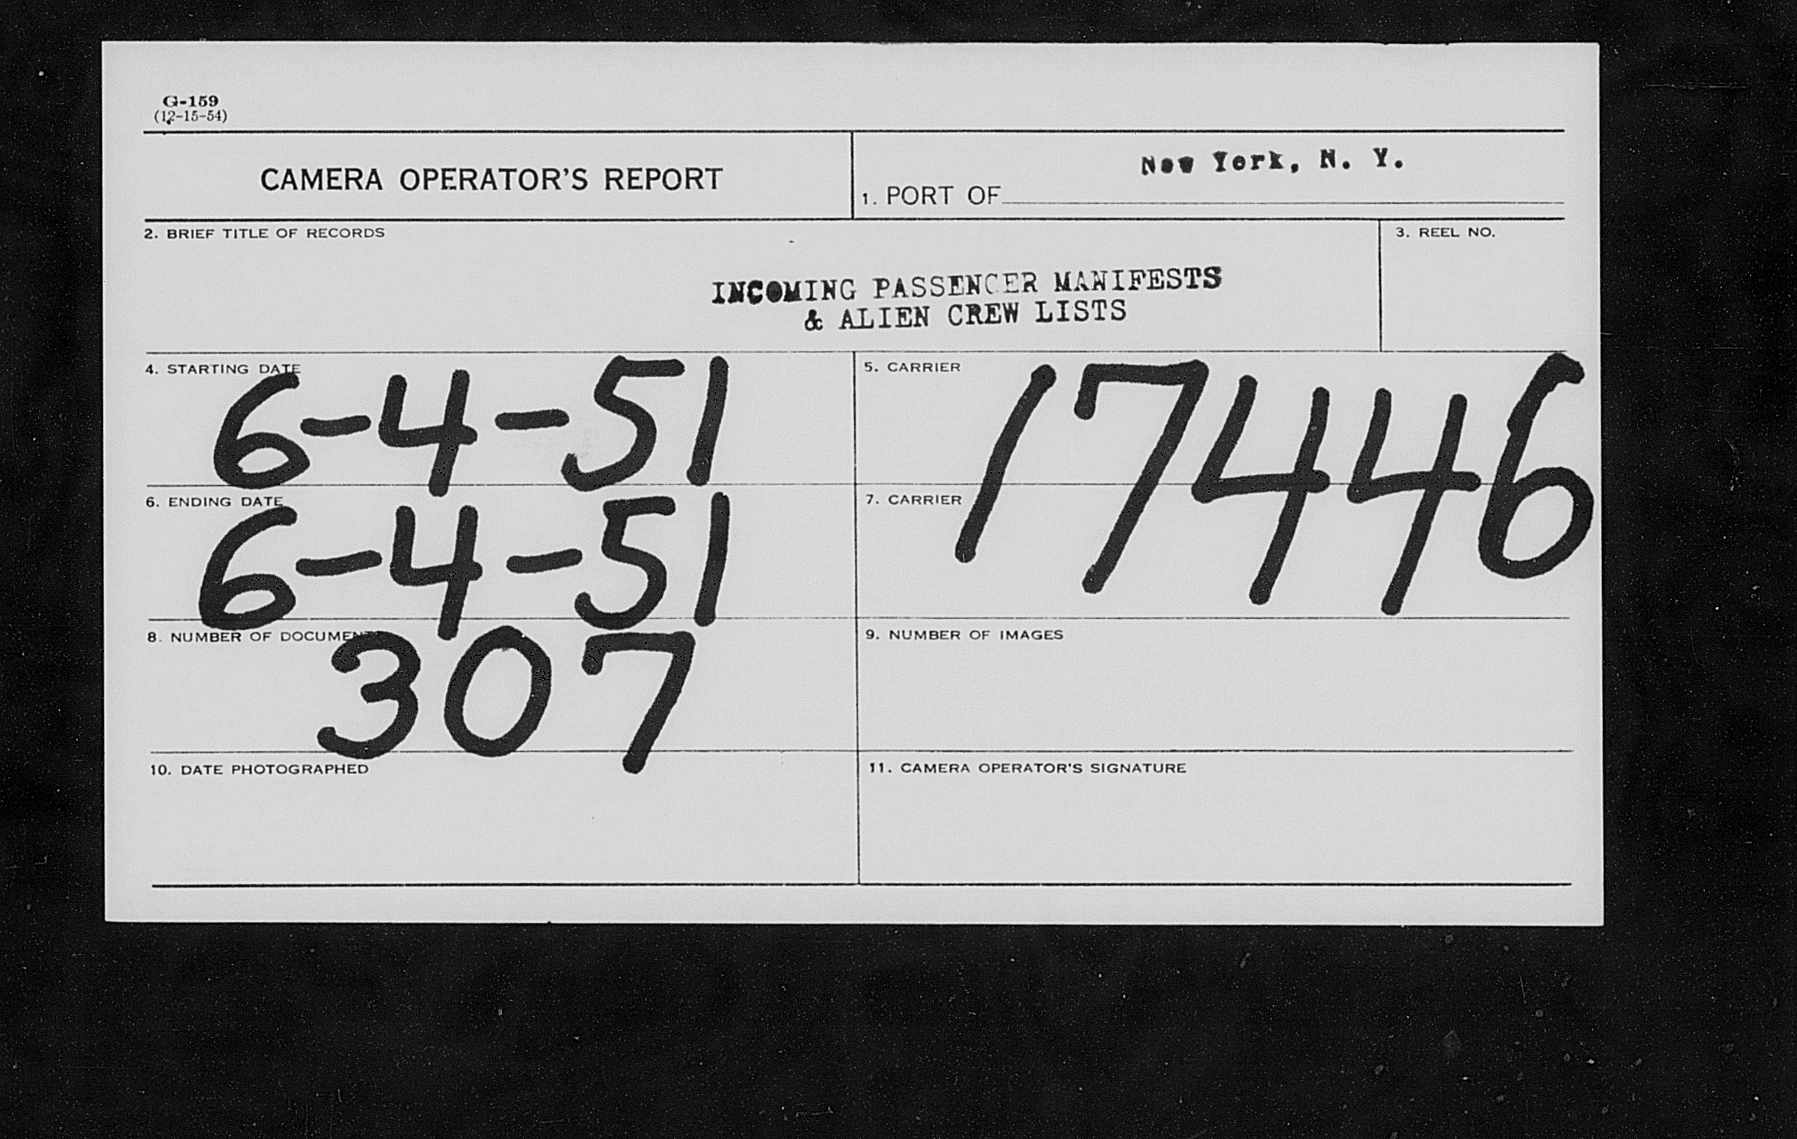 G-159
(12-15-54)
CAMERA OPERATOR'S REPORT
1. PORT OF New York, N. Y.
2. BRIEF TITLE OF RECORDS
INCOMING PASSENGER MANIFESTS
& ALIEN CREW LISTS
3. REEL NO.
4. STARTING DATE
6-4-51
5. CARRIER
17446
6. ENDING DATE
6-4-51
7. CARRIER
8. NUMBER OF DOCUMENTS
307
9. NUMBER OF IMAGES
10. DATE PHOTOGRAPHED
11. CAMERA OPERATOR'S SIGNATURE